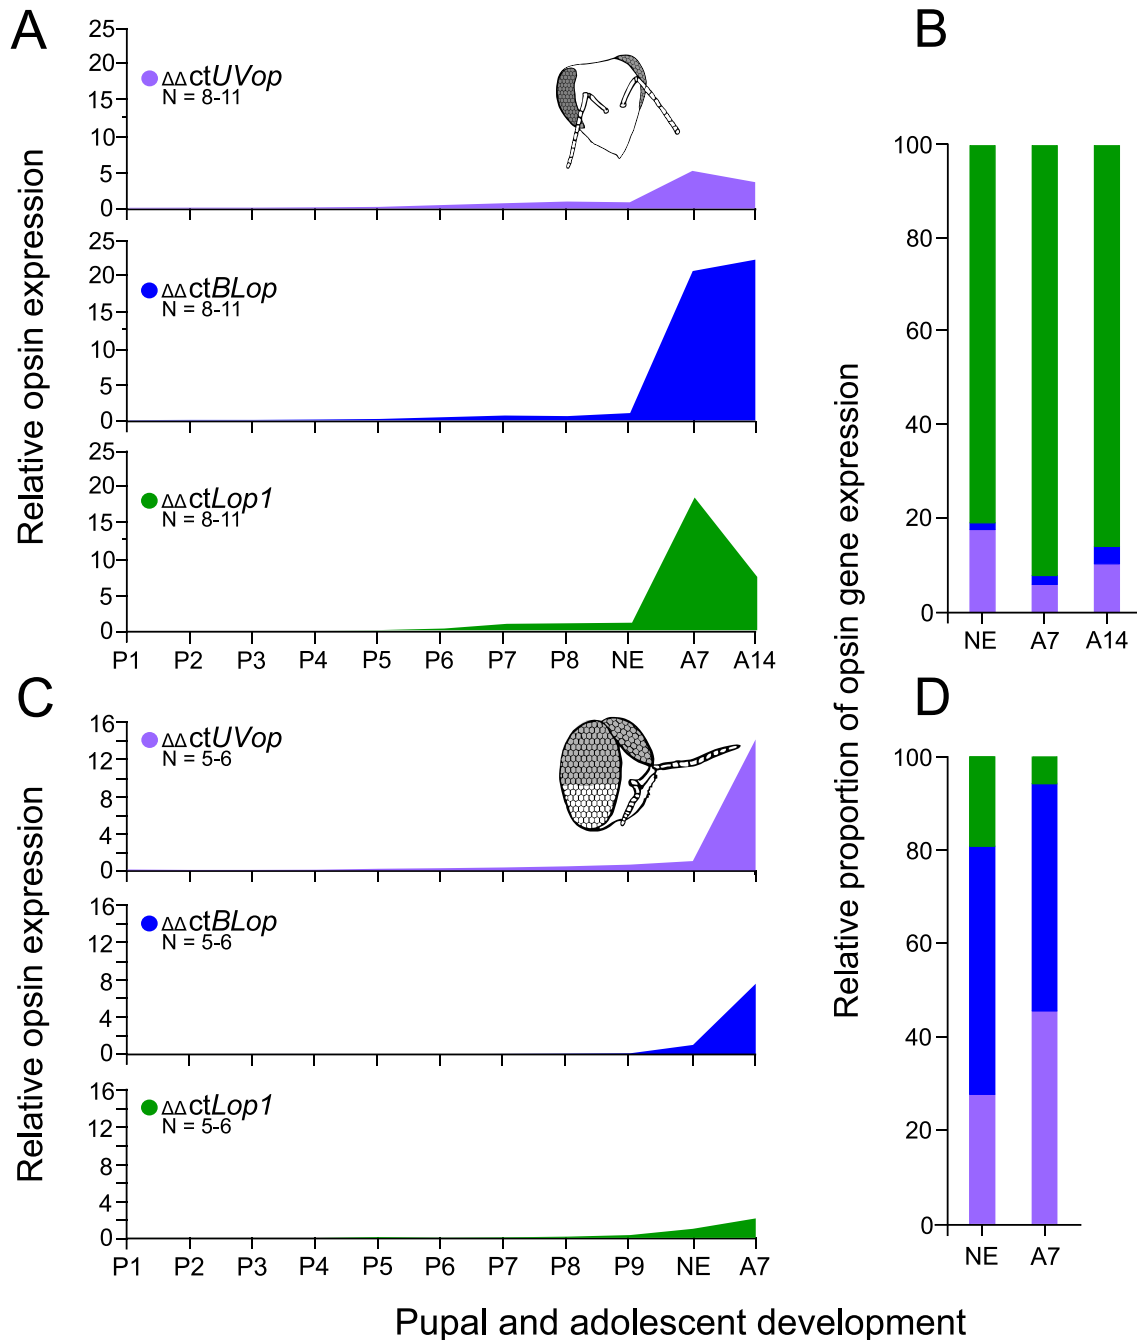 A
Relative opsin expression
25
20
15
10
5
0
ΔΔctUVop
N = 8-11
25
20
15
10
5
0
ΔΔctBLop
N = 8-11
25
20
15
10
5
0
ΔΔctLop1
N = 8-11
P1 P2 P3 P4 P5 P6 P7 P8 NE A7 A14
B
Relative proportion of opsin gene expression
100
80
60
40
20
0
NE A7 A14
C
Relative opsin expression
16
12
8
4
0
ΔΔctUVop
N = 5-6
16
12
8
4
0
ΔΔctBLop
N = 5-6
16
12
8
4
0
ΔΔctLop1
N = 5-6
P1 P2 P3 P4 P5 P6 P7 P8 P9 NE A7
D
100
80
60
40
20
0
NE A7
Pupal and adolescent development